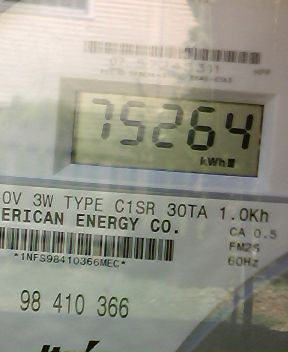 75264
kWh
0V 3W TYPE C1SR 30TA 1.0Kh
ERICAN ENERGY CO.
CA 0.5
FM2S
60Hz
*1NFS98410366MEC*
98 410 366